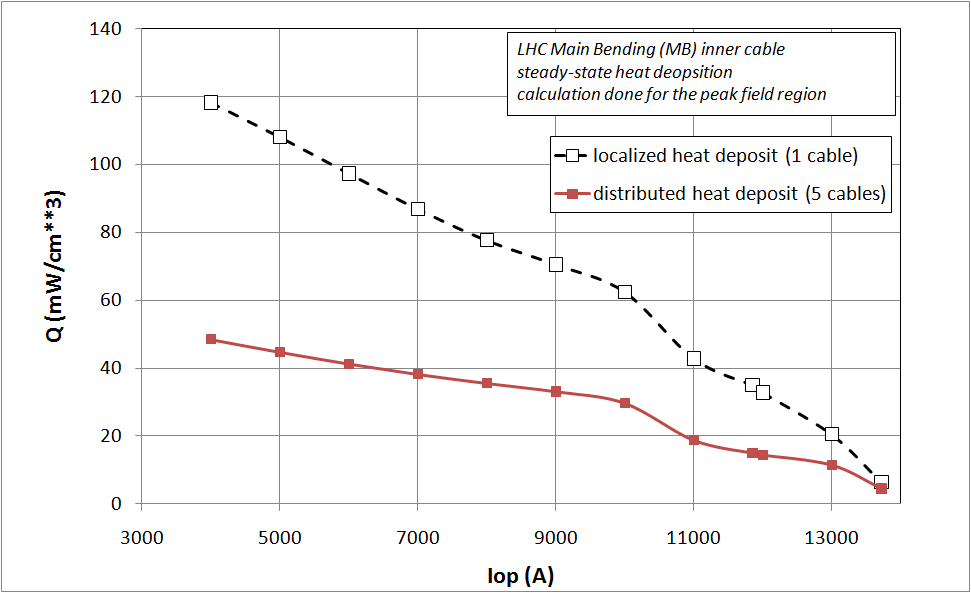 LHC Main Bending (MB) inner cable
steady-state heat deopsition
calculation done for the peak field region
localized heat deposit (1 cable)
distributed heat deposit (5 cables)
Q (mW/cm**3)
140
120
100
80
60
40
20
0
3000 5000 7000 9000 11000 13000
Iop (A)